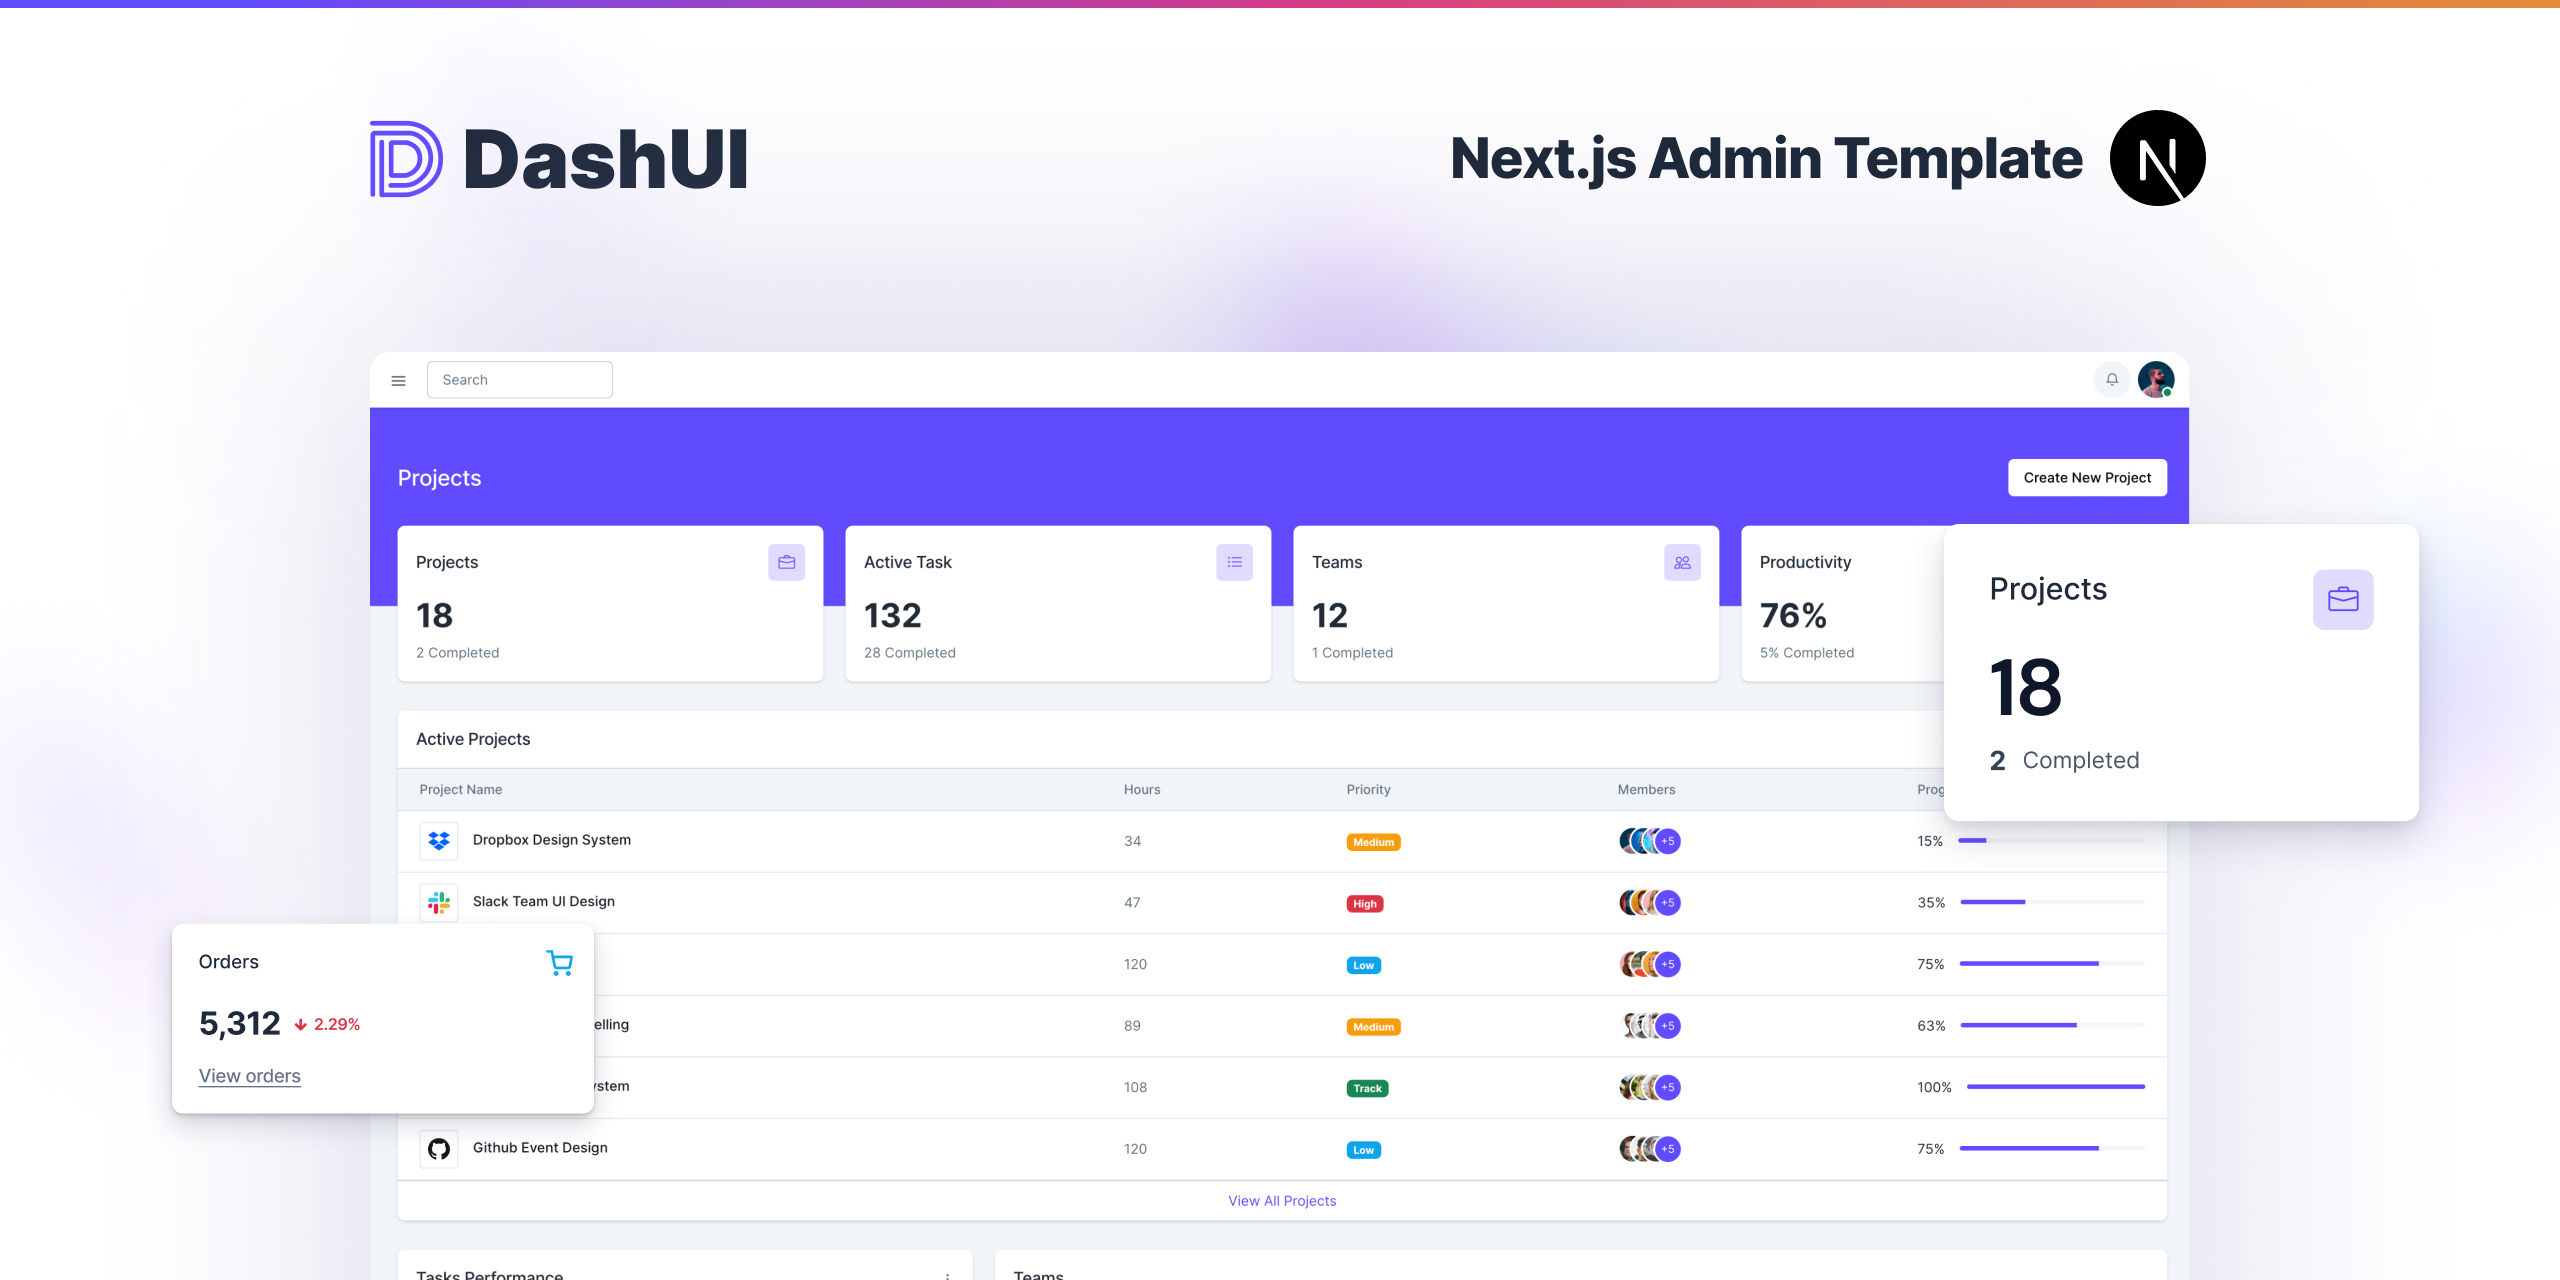 DashUI
Next.js Admin Template
Search
Projects
Create New Project
Projects
18
2 Completed
Active Task
132
28 Completed
Teams
12
1 Completed
Productivity
76%
5% Completed
Projects
18
2 Completed
Active Projects
Project Name Hours Priority Members
Dropbox Design System 34 Medium +5 15%
Slack Team UI Design 47 High +5 35%
120 Low +5 75%
89 Medium +5 63%
108 Track +5 100%
Github Event Design 120 Low +5 75%
View All Projects
Orders
5,312 2.29%
View orders
Tasks Performance
Teams